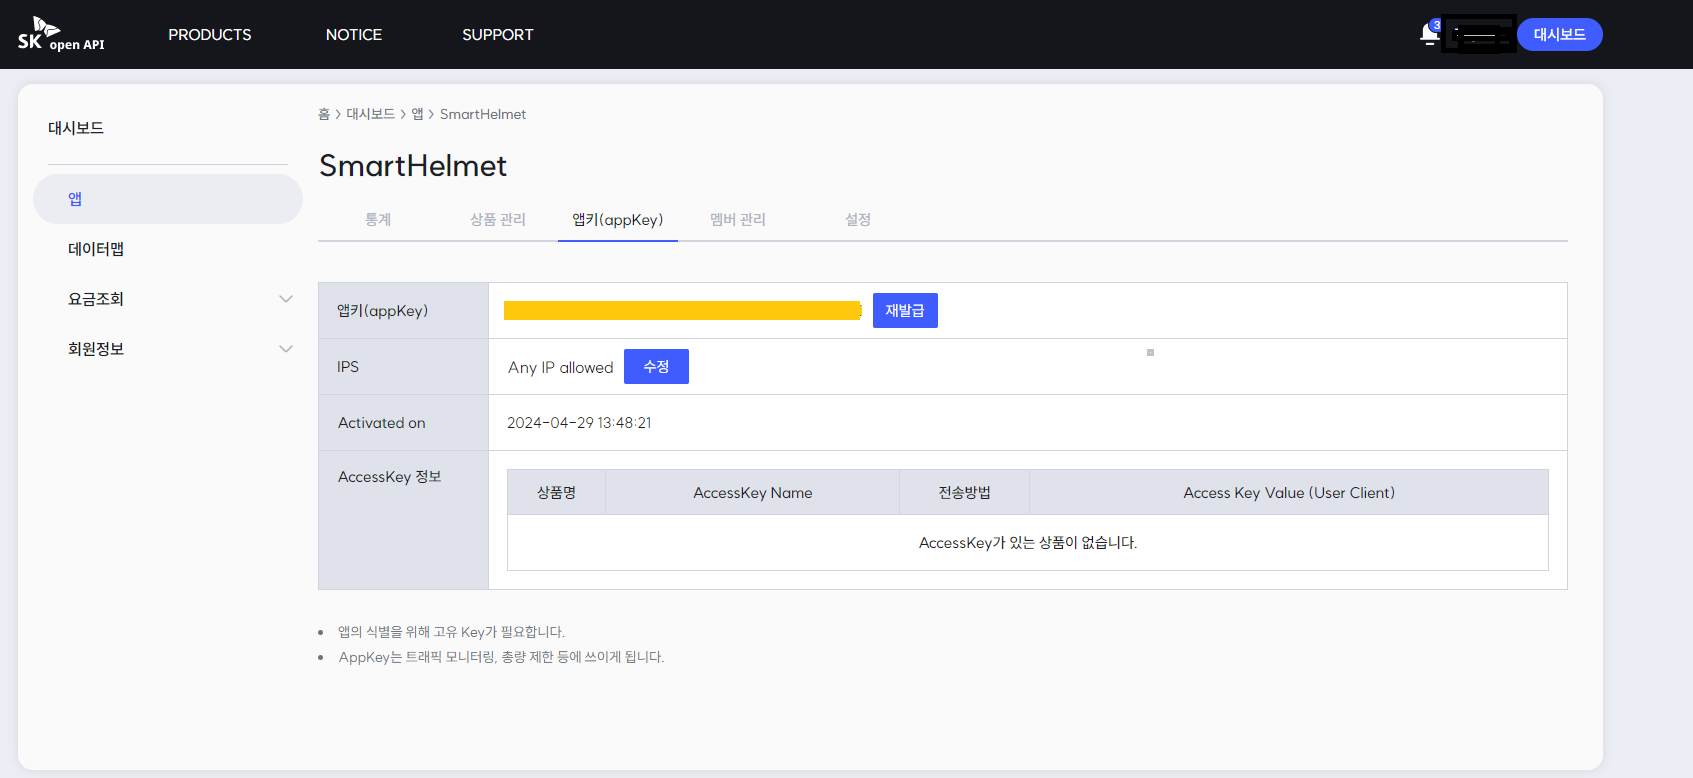 SK open API
PRODUCTS
NOTICE
SUPPORT
3
대시보드
대시보드
앱
데이터맵
요금조회
회원정보
홈 > 대시보드 > 앱 > SmartHelmet
SmartHelmet
통계
상품 관리
앱키(appKey)
멤버 관리
설정
앱키(appKey)
재발급
IPS
Any IP allowed
수정
Activated on
2024-04-29 13:48:21
AccessKey 정보
상품명
AccessKey Name
전송방법
Access Key Value (User Client)
AccessKey가 있는 상품이 없습니다.
앱의 식별을 위해 고유 Key가 필요합니다.
AppKey는 트래픽 모니터링, 총량 제한 등에 쓰이게 됩니다.